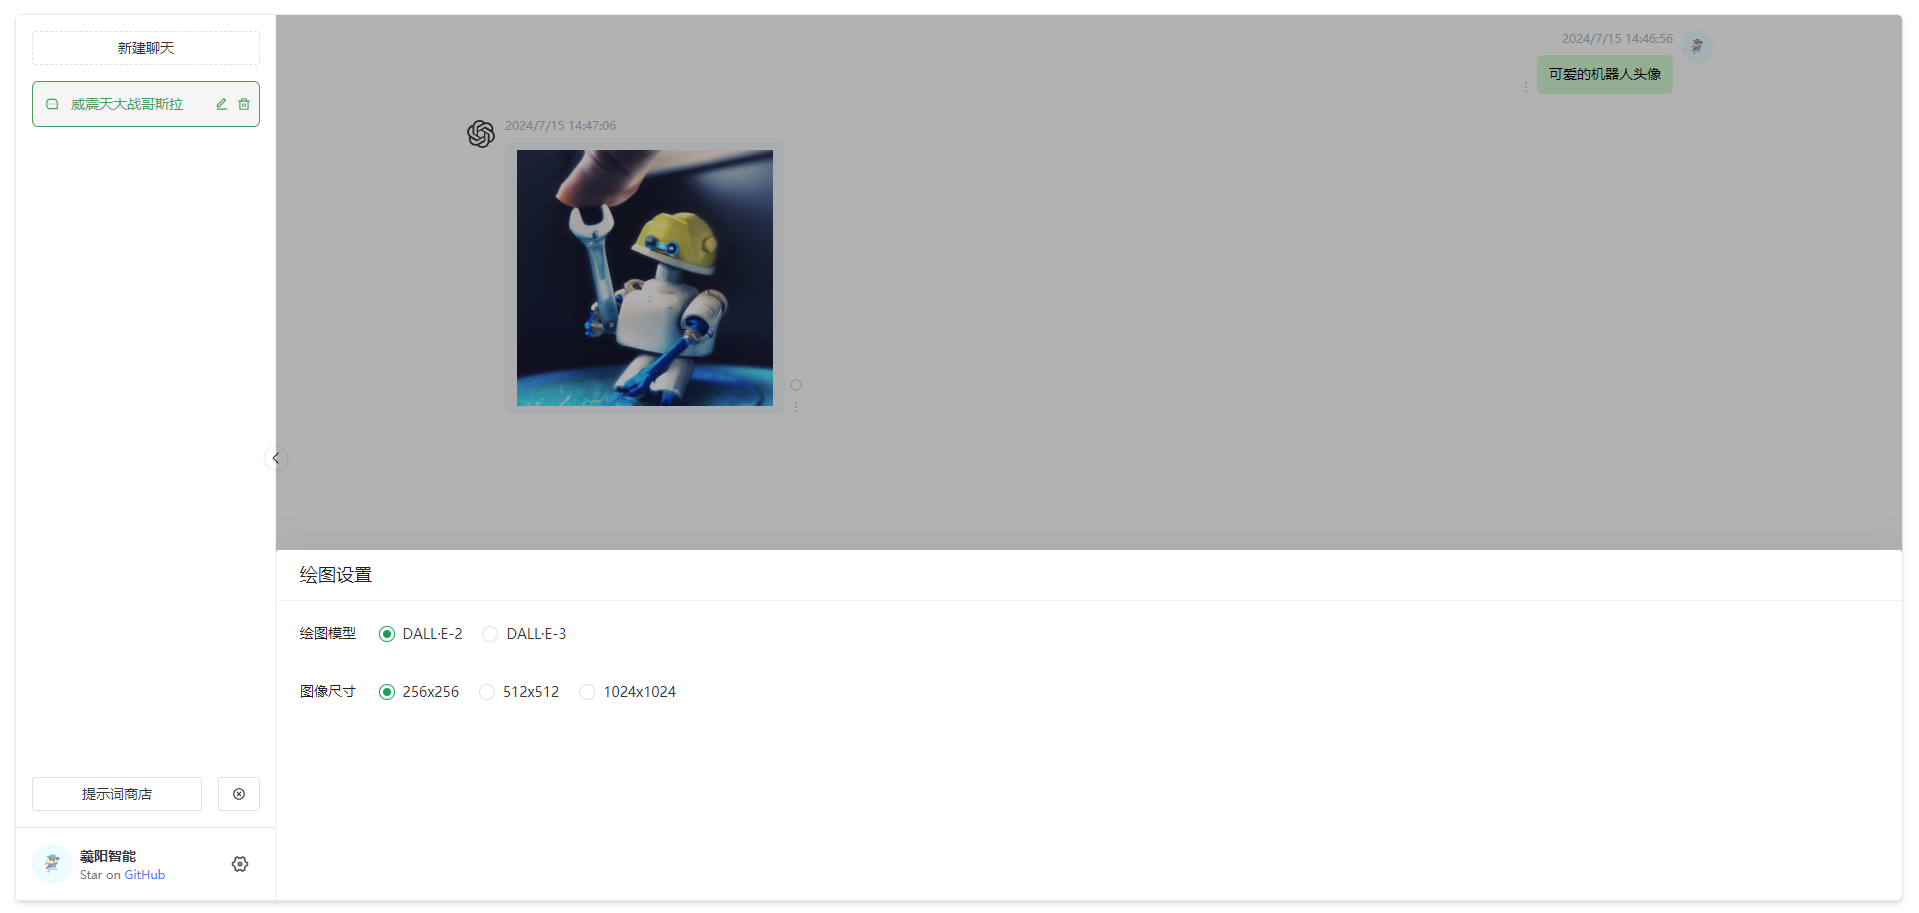 新建聊天
威震天大战哥斯拉
2024/7/15 14:46:56
可爱的机器人头像
2024/7/15 14:47:06
绘图设置
绘图模型 DALL·E-2 DALL·E-3
图像尺寸 256x256 512x512 1024x1024
提示词商店
羲阳智能
Star on GitHub